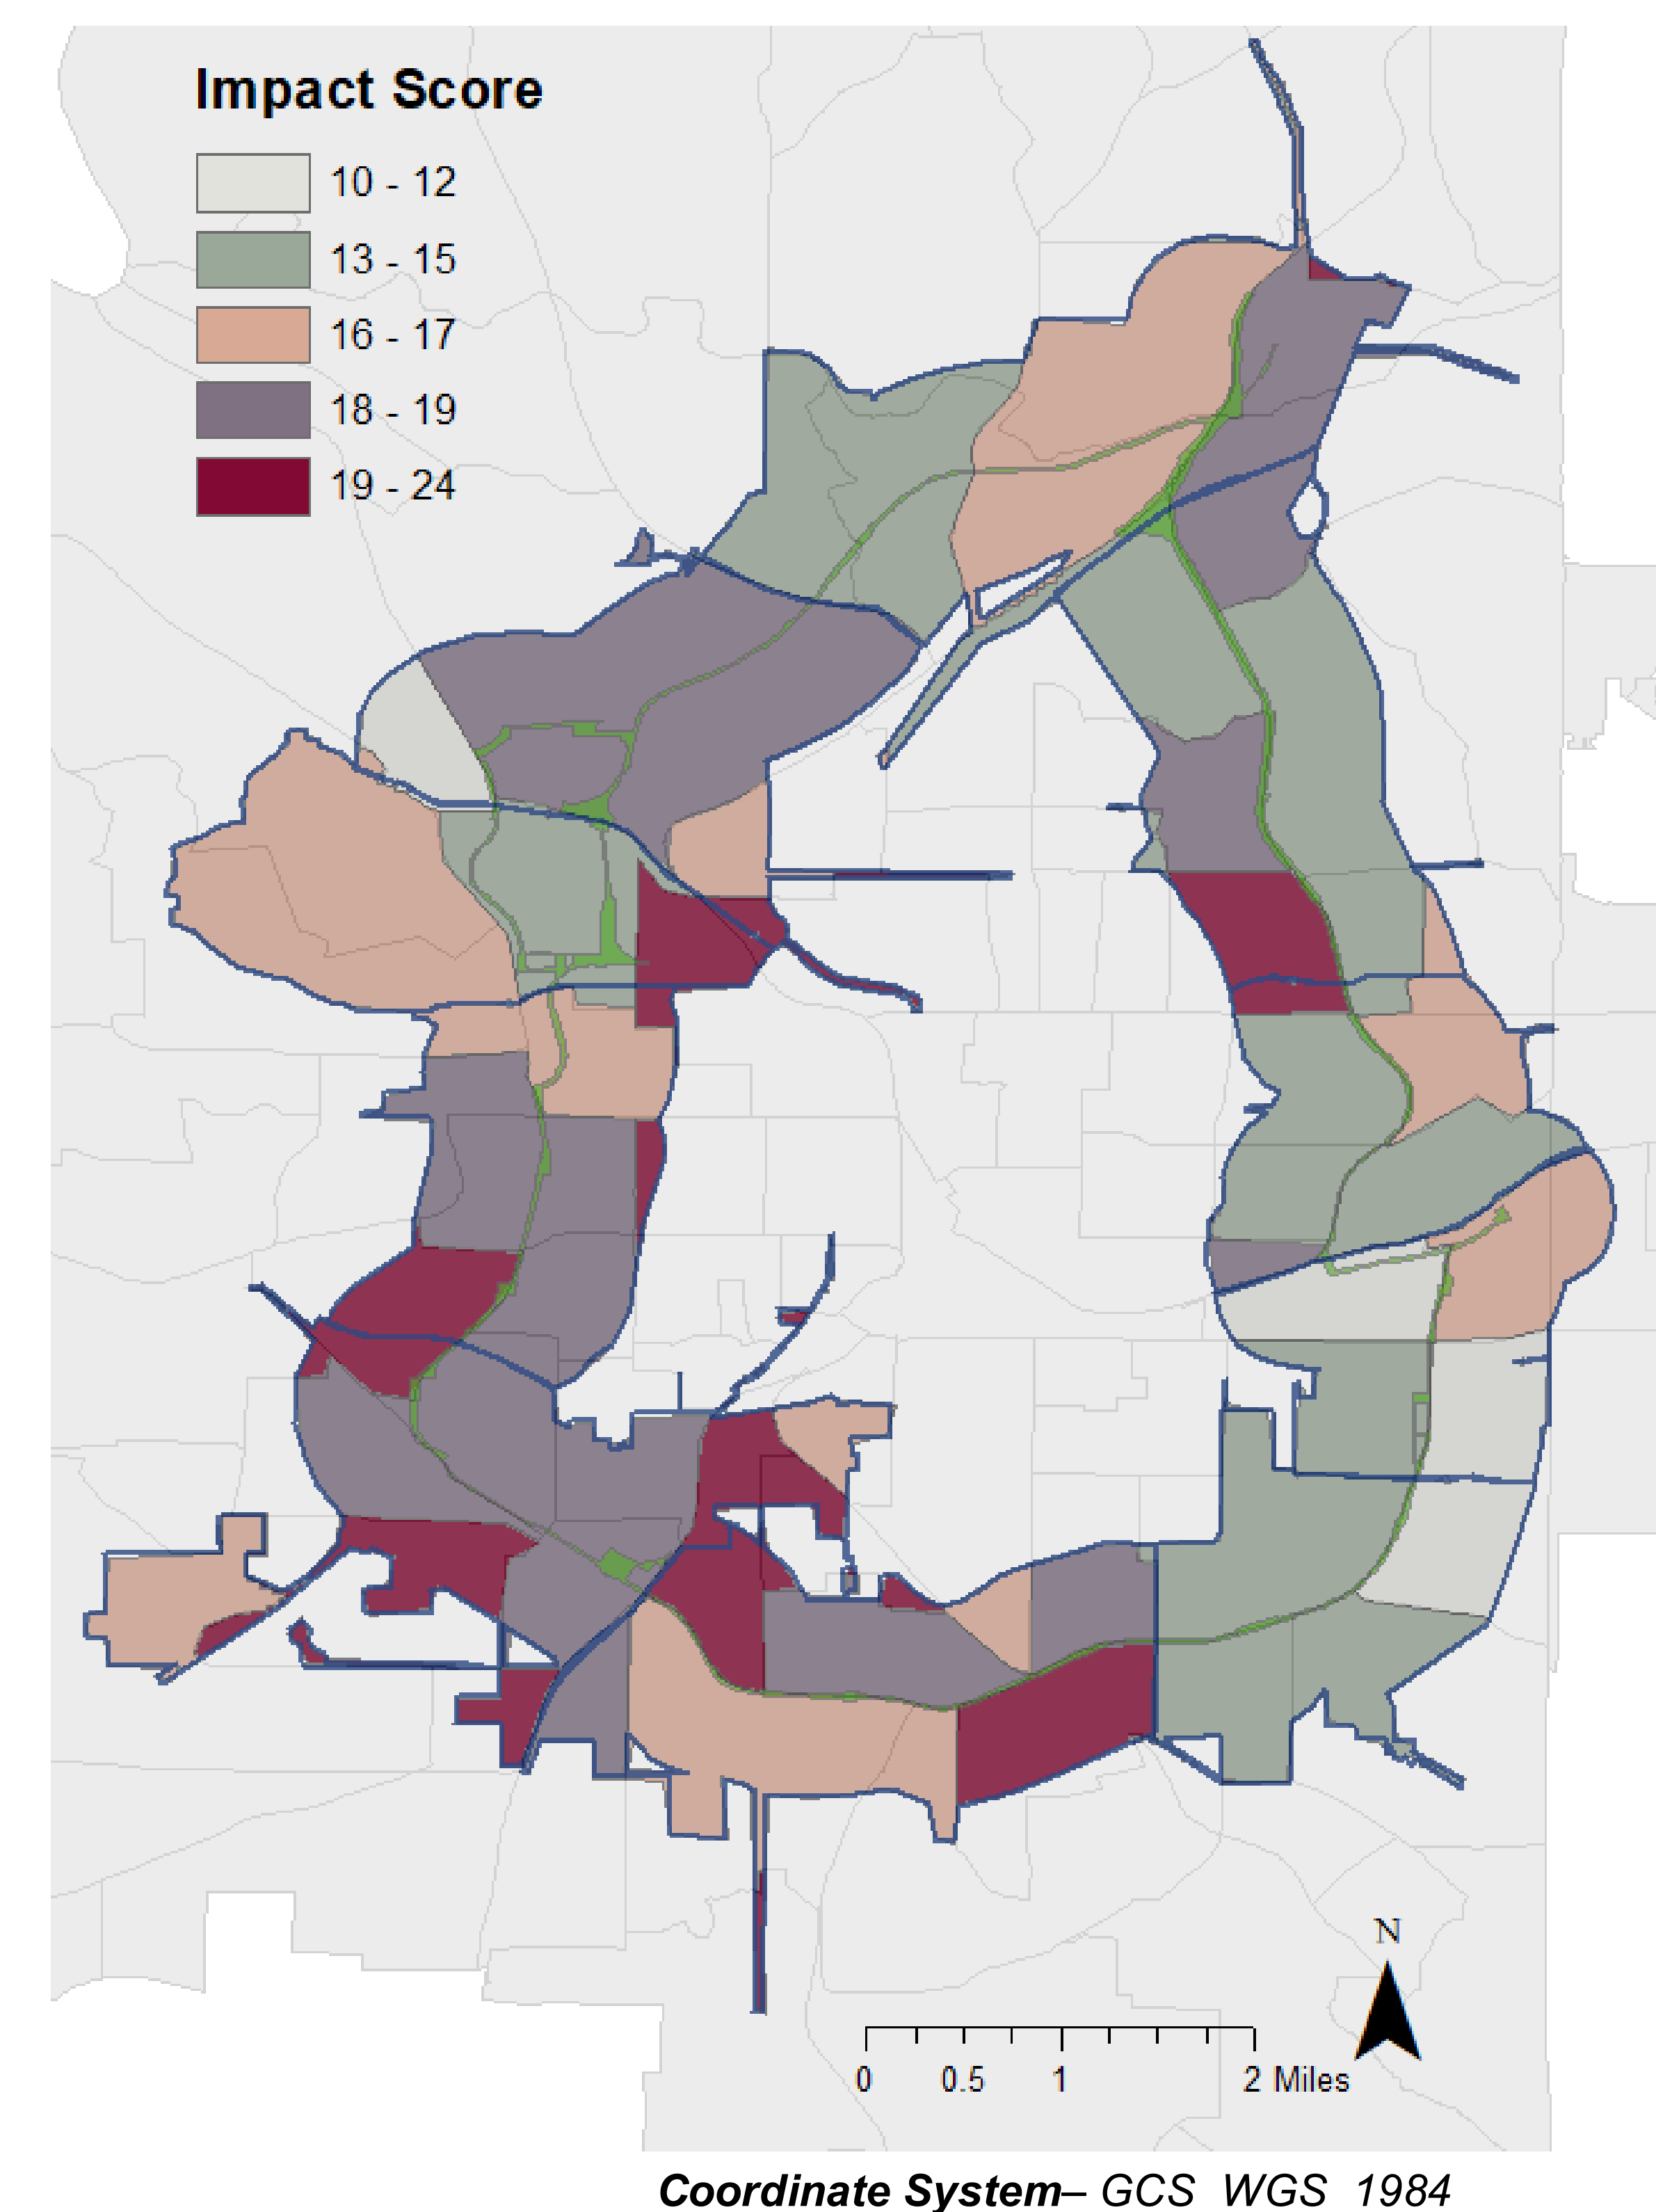 Impact Score
10 - 12
13 - 15
16 - 17
18 - 19
19 - 24
N
0 0.5 1 2 Miles
Coordinate System– GCS WGS 1984